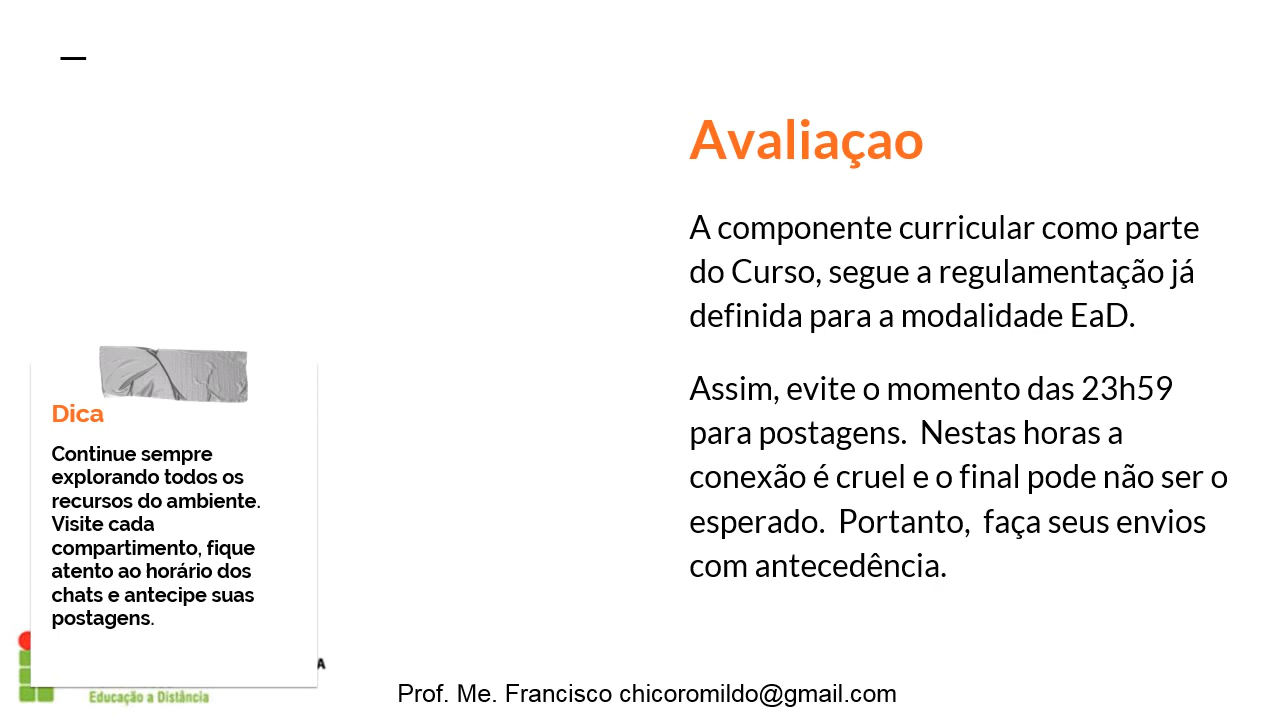 Avaliaçao
A componente curricular como parte
do Curso, segue a regulamentação já
definida para a modalidade EaD.
Assim, evite o momento das 23h59
para postagens.  Nestas horas a
conexão é cruel e o final pode não ser o
esperado.  Portanto,  faça seus envios
com antecedência.
Dica
Continue sempre
explorando todos os
recursos do ambiente.
Visite cada
compartimento, fique
atento ao horário dos
chats e antecipe suas
postagens.
A
Educação a Distância
Prof. Me. Francisco chicoromildo@gmail.com